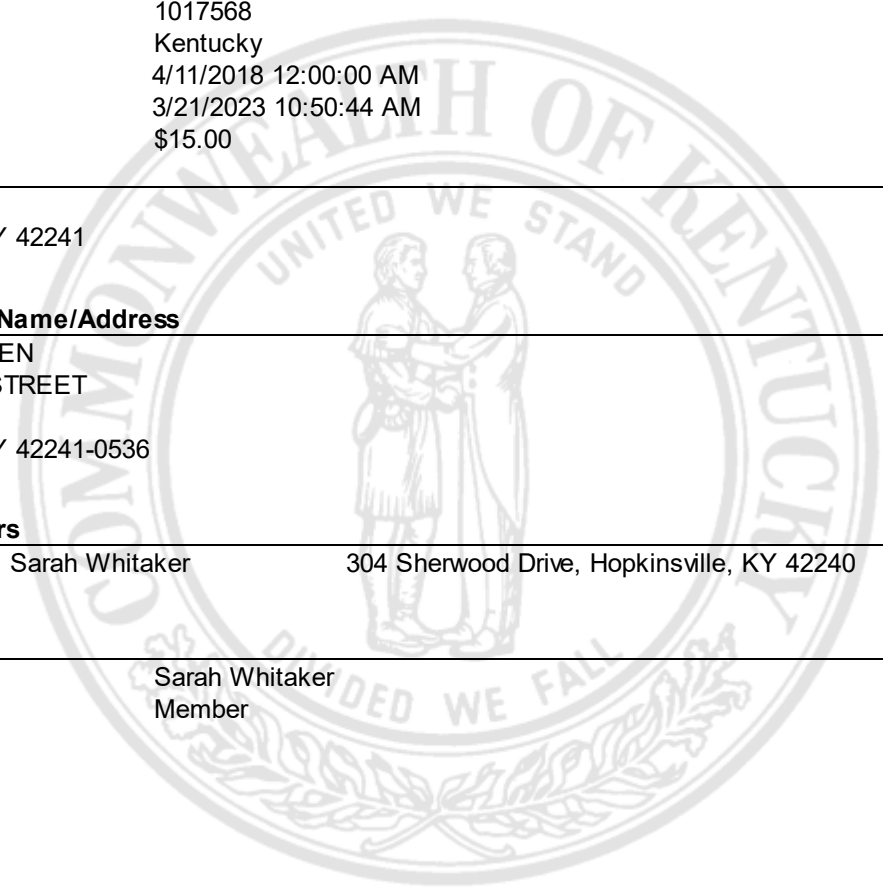 1017568
Kentucky
4/11/2018 12:00:00 AM
3/21/2023 10:50:44 AM
$15.00
COMMONWEALTH OF KENTUCKY
UNITED WE STAND
Y 42241
Name/Address
EN
STREET
Y 42241-0536
rs
Sarah Whitaker 304 Sherwood Drive, Hopkinsville, KY 42240
Sarah Whitaker
Member
DIVIDED WE FALL